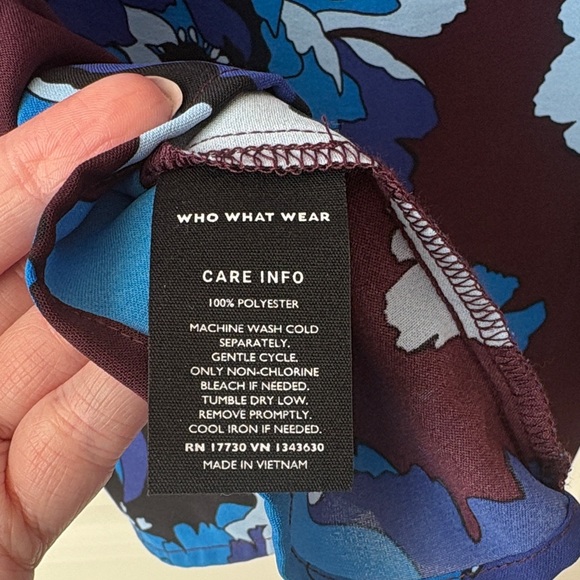 WHO WHAT WEAR
CARE INFO
100% POLYESTER
MACHINE WASH COLD
SEPARATELY.
GENTLE CYCLE.
ONLY NON-CHLORINE
BLEACH IF NEEDED.
TUMBLE DRY LOW.
REMOVE PROMPTLY.
COOL IRON IF NEEDED.
RN 17730 VN 1343630
MADE IN VIETNAM